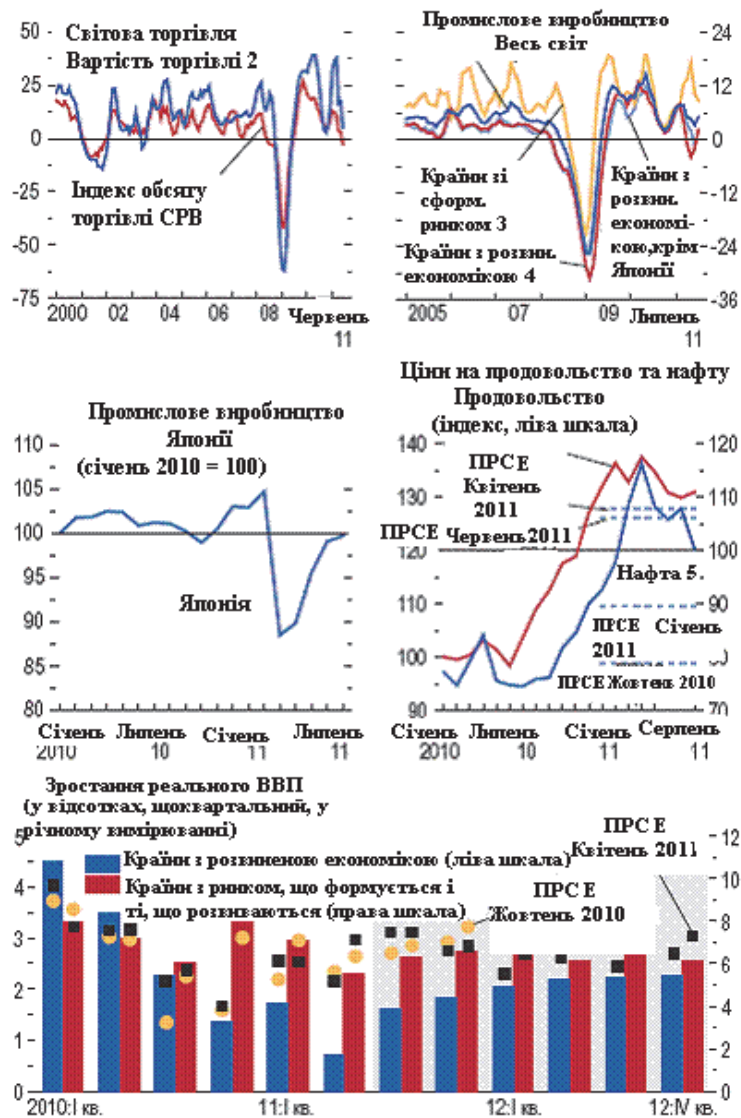 Світова торгівля
Вартість торгівлі 2
Індекс обсягу
торгівлі СРВ
50
25
0
-25
-50
-75
2000 02 04 06 08 Червень
11
Промислове виробництво
Весь світ
Країни зі
сформ.
ринком 3
Країни з розвин.
економікою 4
Країни з
розвин.
економі-
кою,крім
Японії
24
12
0
-12
-24
-36
2005 07 09 Липень
11
Промислове виробництво
Японії
(січень 2010 = 100)
Японія
110
105
100
95
90
85
80
Січень Липень Січень Липень
2010 10 11 11
Ціни на продовольство та нафту
Продовольство
(індекс, ліва шкала)
ПРСЕ
Квітень
2011
Червень 2011
ПРСЕ
Нафта 5
ПРСЕ Січень
2011
ПРСЕ Жовтень 2010
140
130
120
110
100
90
120
110
100
90
70
Січень Липень Січень Серпень
2010 10 11 11
Зростання реального ВВП
(у відсотках, щоквартальний, у
річному вимірюванні)
Країни з розвиненою економікою (ліва шкала)
Країни з ринком, що формується і
ті, що розвиваються (права шкала)
ПРСЕ
Жовтень 2010
ПРСЕ
Квітень 2011
5
4
3
2
1
0
12
10
8
6
4
2
0
2010:І кв. 11:І кв. 12:І кв. 12:IV кв.